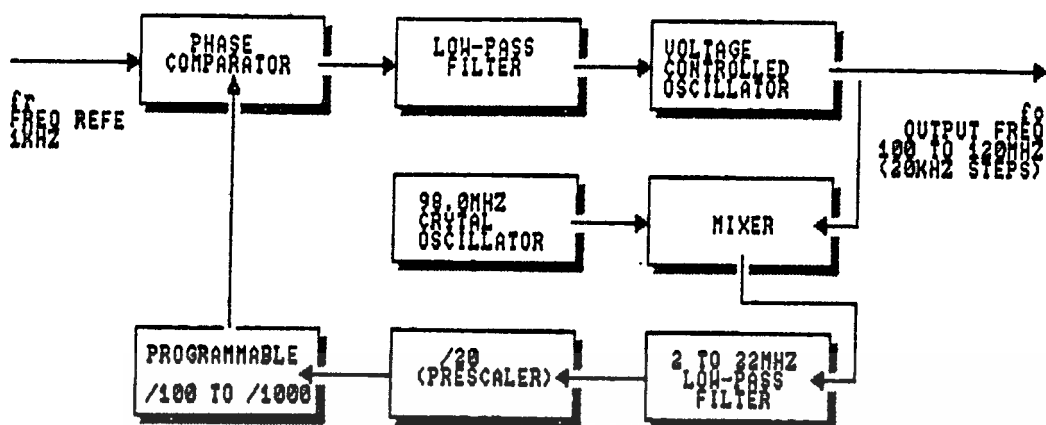 PHASE
COMPARATOR
LOW-PASS
FILTER
VOLTAGE
CONTROLLED
OSCILLATOR
fr
FREQ REFE
1KHZ
fo
OUTPUT FREQ
100 TO 120MHZ
(20KHZ STEPS)
98.0MHZ
CRYTAL
OSCILLATOR
MIXER
PROGRAMMABLE
/100 TO /1000
/20
(PRESCALER)
2 TO 22MHZ
LOW-PASS
FILTER